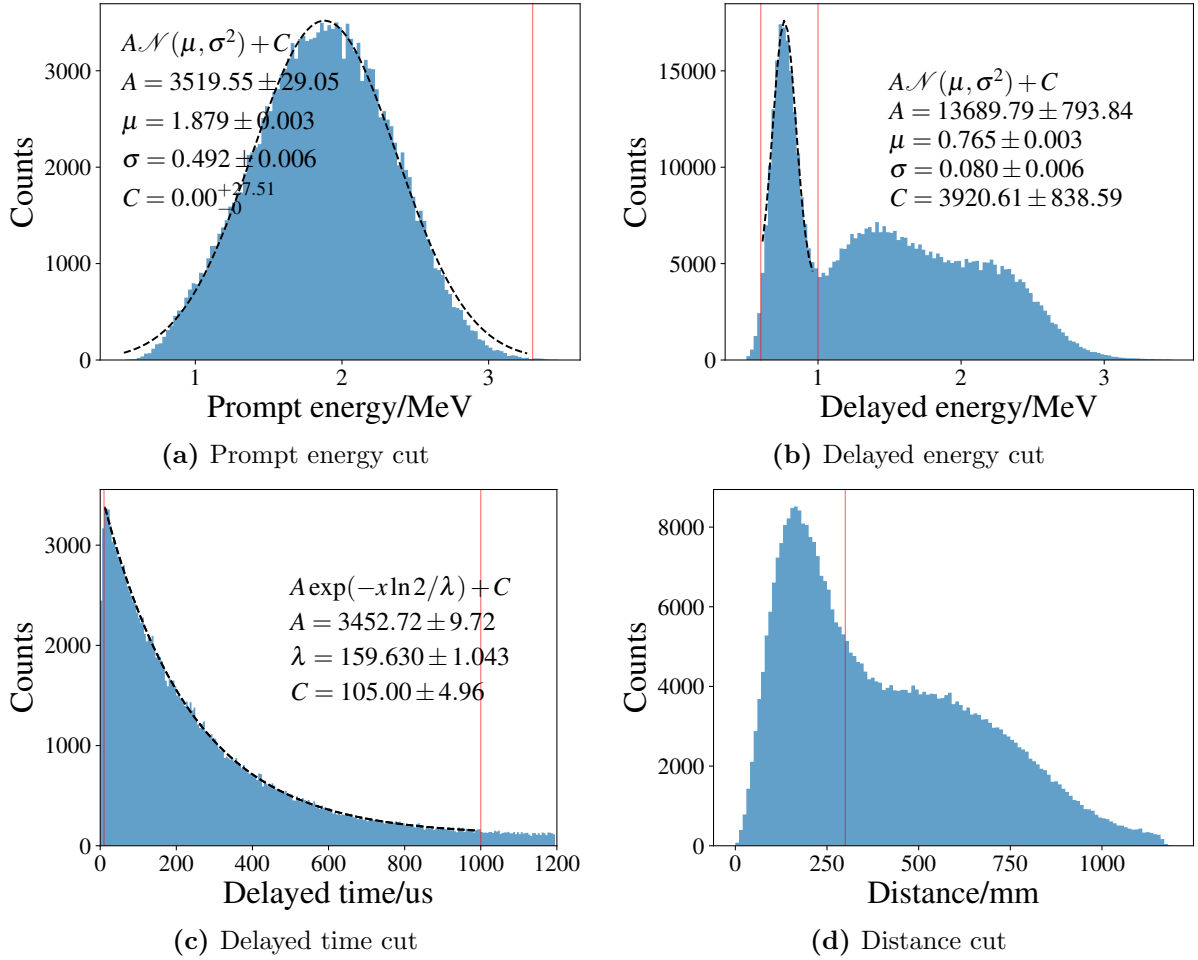 A𝒩(μ,σ²)+C
A = 3519.55±29.05
μ = 1.879±0.003
σ = 0.492±0.006
C = 0.00+27.51−0
Counts
0
1000
2000
3000
1 2 3
Prompt energy/MeV
(a) Prompt energy cut
A𝒩(μ,σ²)+C
A = 13689.79±793.84
μ = 0.765±0.003
σ = 0.080±0.006
C = 3920.61±838.59
Counts
0
5000
10000
15000
1 2 3
Delayed energy/MeV
(b) Delayed energy cut
A exp(−x ln2/λ)+C
A = 3452.72±9.72
λ = 159.630±1.043
C = 105.00±4.96
Counts
0
1000
2000
3000
0 200 400 600 800 1000 1200
Delayed time/us
(c) Delayed time cut
Counts
0
2000
4000
6000
8000
0 250 500 750 1000
Distance/mm
(d) Distance cut